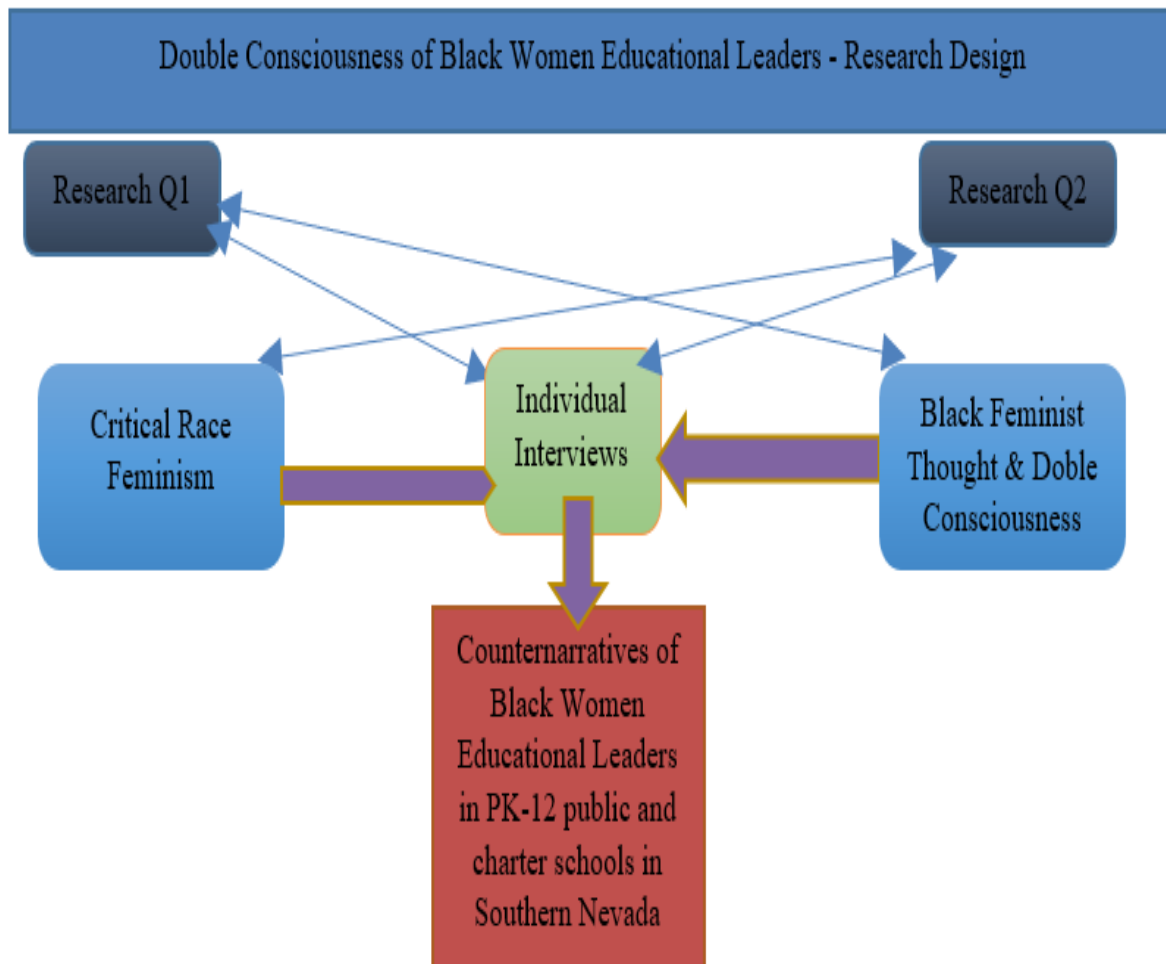 Double Consciousness of Black Women Educational Leaders - Research Design
Research Q1
Research Q2
Critical Race
Feminism
Individual
Interviews
Black Feminist
Thought & Doble
Consciousness
Counternarratives of
Black Women
Educational Leaders
in PK-12 public and
charter schools in
Southern Nevada